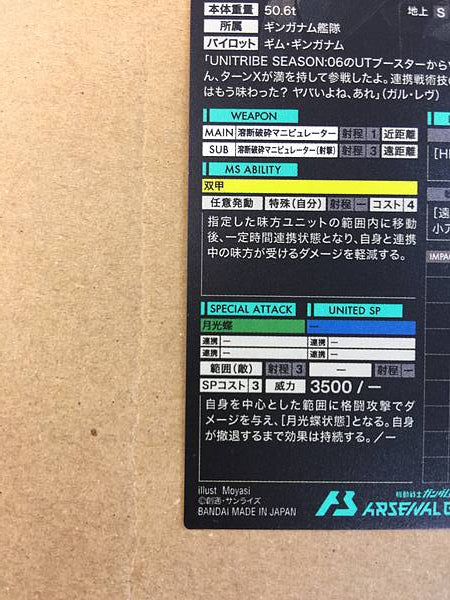 本体重量 50.6t 地上 S
所属 ギンガナム艦隊
パイロット ギム・ギンガナム
「UNITRIBE SEASON:06のUTブースターから
ん、ターンXが満を持して参戦したよ。連携戦術技
はもう味わった？ ヤバいよね、あれ」(ガル・レヴ)
WEAPON
MAIN 溶断破砕マニピュレーター 射程 1 近距離
SUB 溶断破砕マニピュレーター(射撃) 射程 3 遠距離
MS ABILITY
双甲
任意発動 特殊(自分) 射程 ー コスト 4
指定した味方ユニットの範囲内に移動
後、一定時間連携状態となり、自身と連携
中の味方が受けるダメージを軽減する。
SPECIAL ATTACK UNITED SP
月光蝶 ー
連携 ー 連携 ー
連携 ー 連携 ー
範囲(敵) 射程 3 ー 射程 ー
SPコスト 3 威力 3500 / ー
自身を中心とした範囲に格闘攻撃でダ
メージを与え、[月光蝶状態]となる。自身
が撤退するまで効果は持続する。／ー
[
[遠
小ア
IMPA
illust Moyasi
©創通・サンライズ
BANDAI MADE IN JAPAN
機動戦士ガンダム
ARSENAL